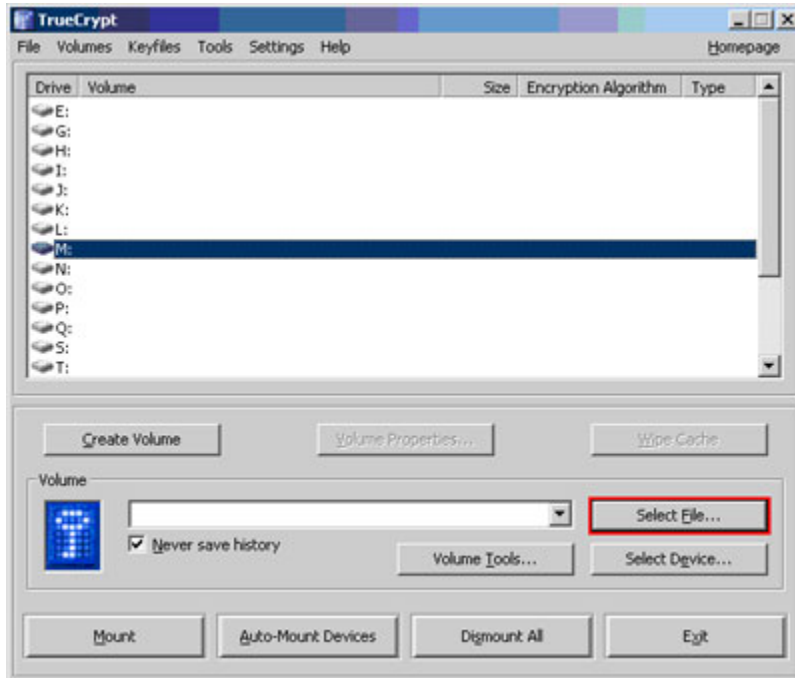 TrueCrypt
File Volumes Keyfiles Tools Settings Help Homepage
Drive Volume Size Encryption Algorithm Type
E:
G:
H:
I:
J:
K:
L:
M:
N:
O:
P:
Q:
S:
T:
Create Volume Volume Properties... Wipe Cache
Volume
Select File...
Never save history
Volume Tools... Select Device...
Mount Auto-Mount Devices Dismount All Exit